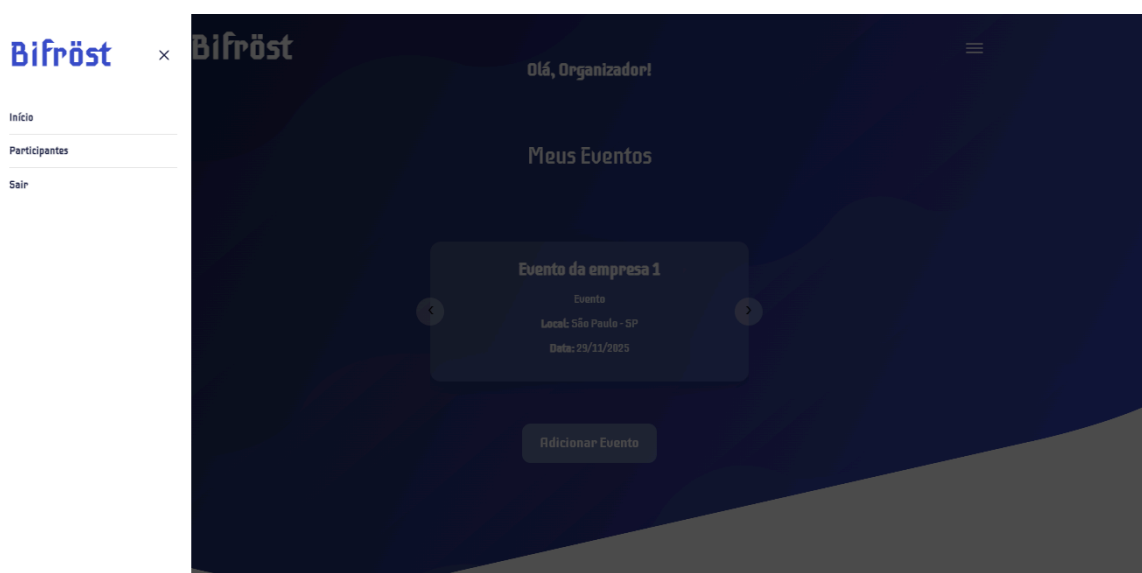 Bifröst
Início
Participantes
Sair
Bifröst
Olá, Organizador!
Meus Eventos
Evento da empresa 1
Evento
Local: São Paulo - SP
Data: 29/11/2025
Adicionar Evento